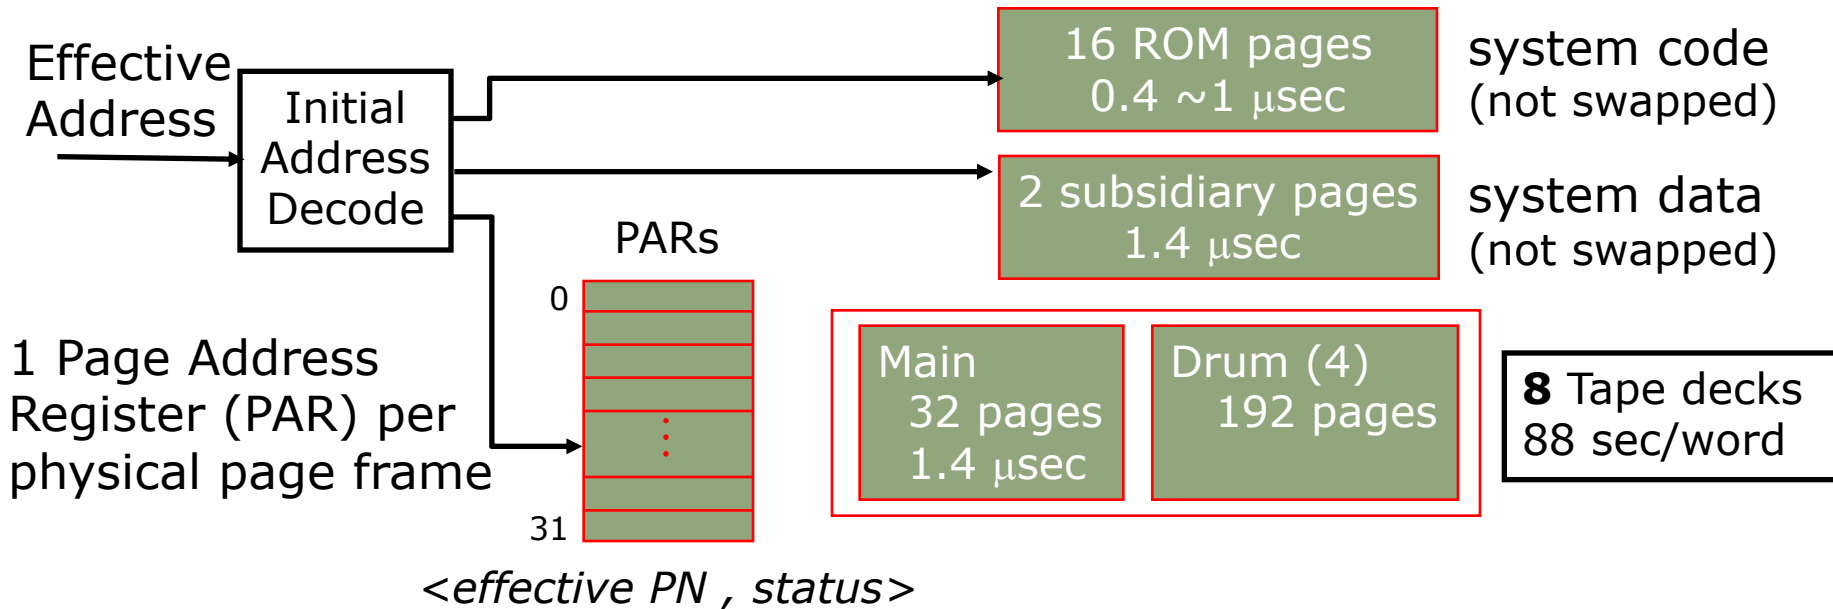 Effective
Address
Initial
Address
Decode
16 ROM pages
0.4 ~1 μsec
system code
(not swapped)
2 subsidiary pages
1.4 μsec
system data
(not swapped)
PARs
0
31
<effective PN , status>
1 Page Address
Register (PAR) per
physical page frame
Main
32 pages
1.4 μsec
Drum (4)
192 pages
8 Tape decks
88 sec/word